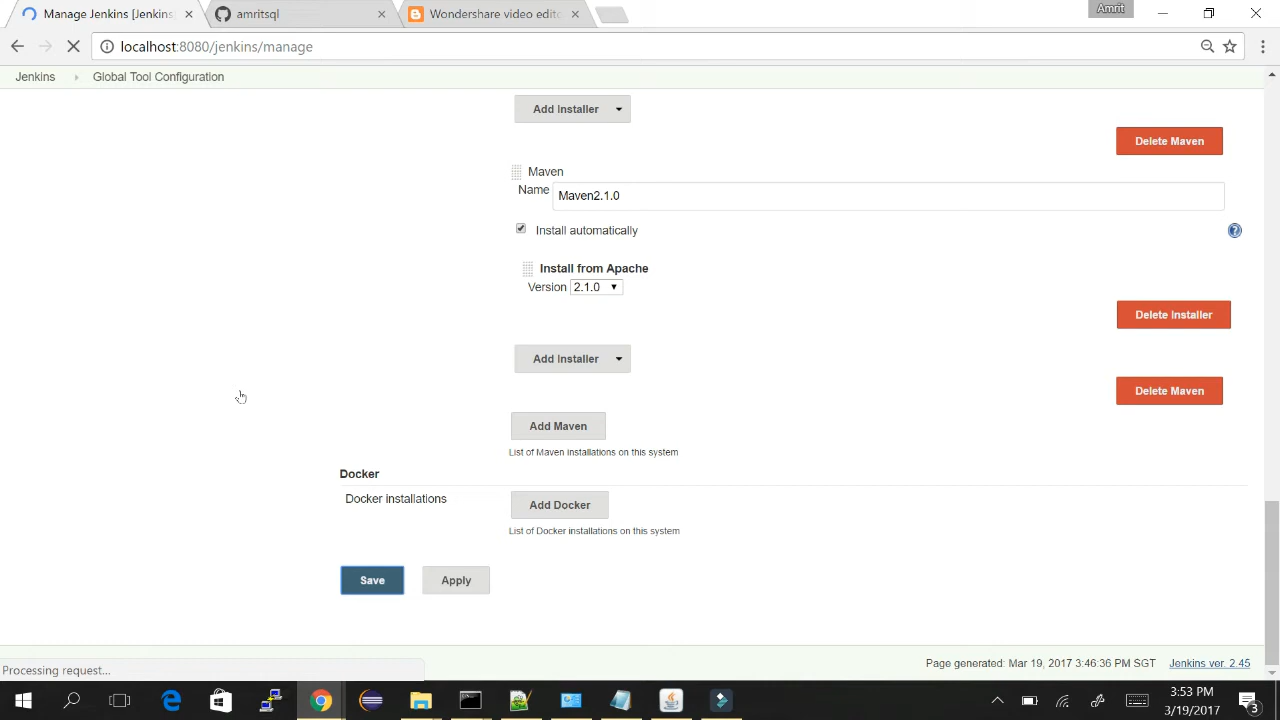 Manage Jenkins [Jenkins
amritsql
Wondershare video edito
Amrit
localhost:8080/jenkins/manage
Jenkins
Global Tool Configuration
Add Installer
Delete Maven
Maven
Name
Maven2.1.0
Install automatically
Install from Apache
Version 2.1.0
Delete Installer
Add Installer
Delete Maven
Add Maven
List of Maven installations on this system
Docker
Docker installations
Add Docker
List of Docker installations on this system
Save
Apply
Processing request...
Page generated: Mar 19, 2017 3:46:36 PM SGT
Jenkins ver. 2.45
3:53 PM
3/19/2017
3